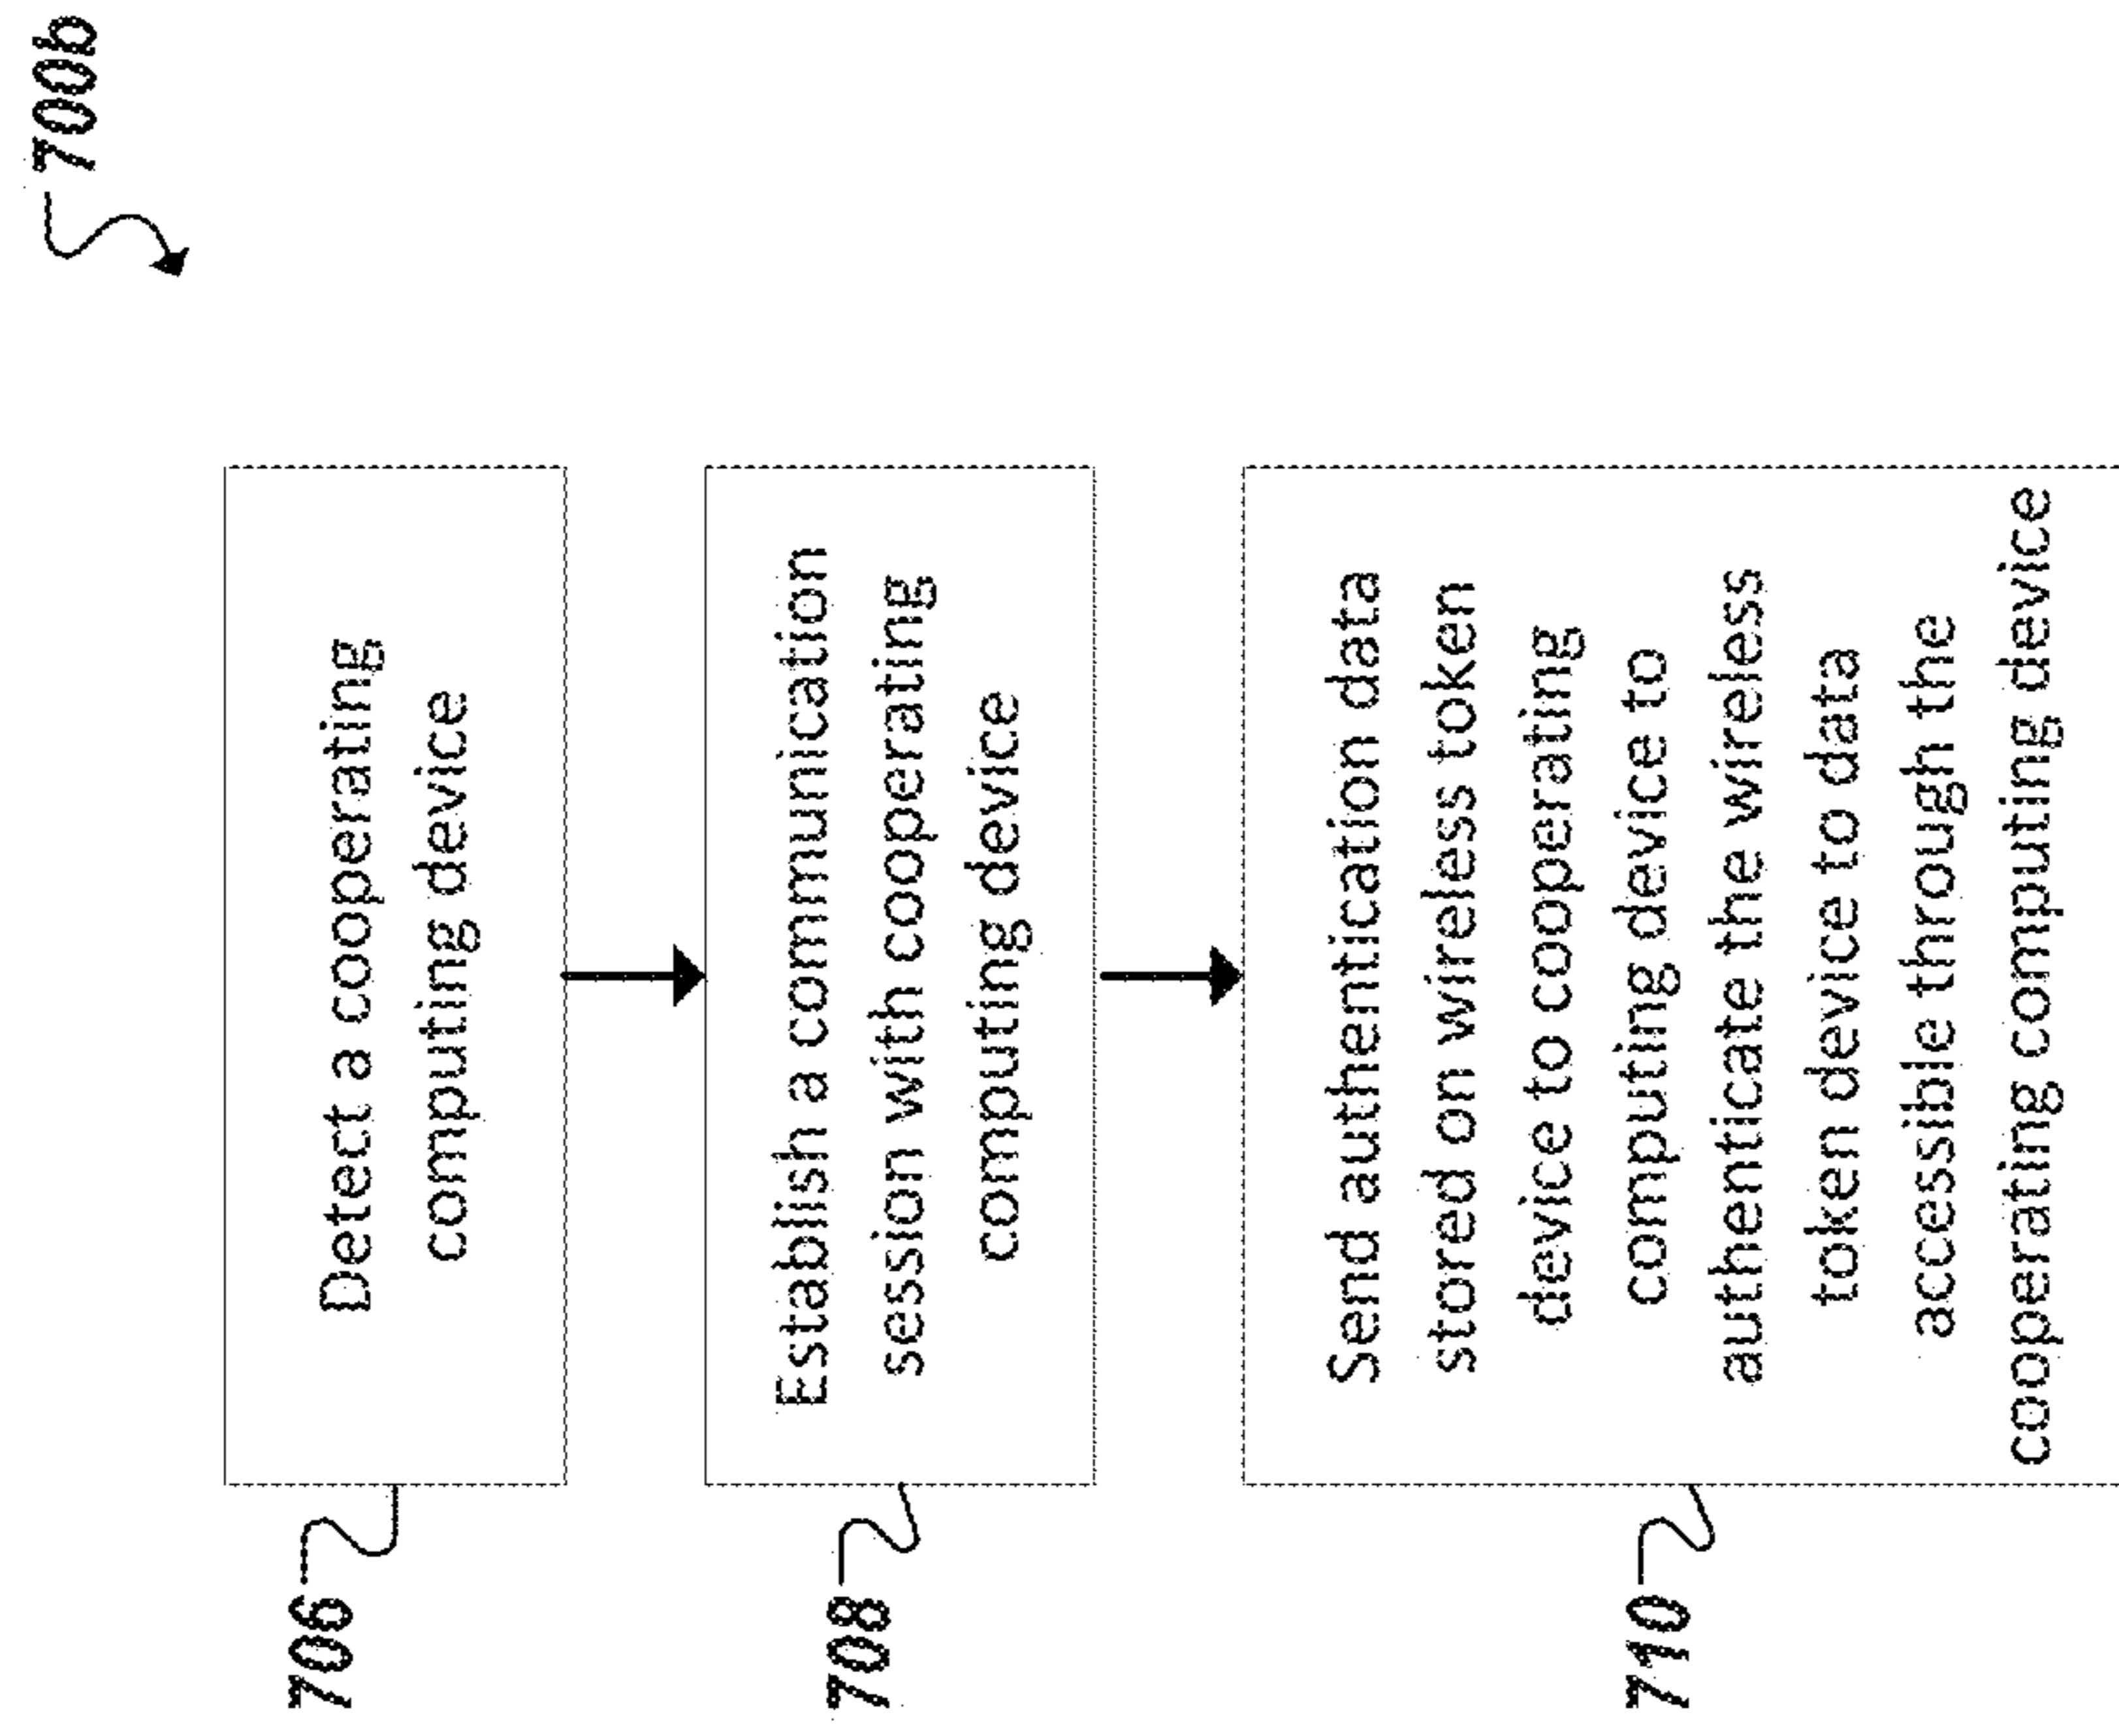 700b
706
Detect a cooperating
computing device
708
Establish a communication
session with cooperating
computing device
710
Send authentication data
stored on wireless token
device to cooperating
computing device to
authenticate the wireless
token device to data
accessible through the
cooperating computing device